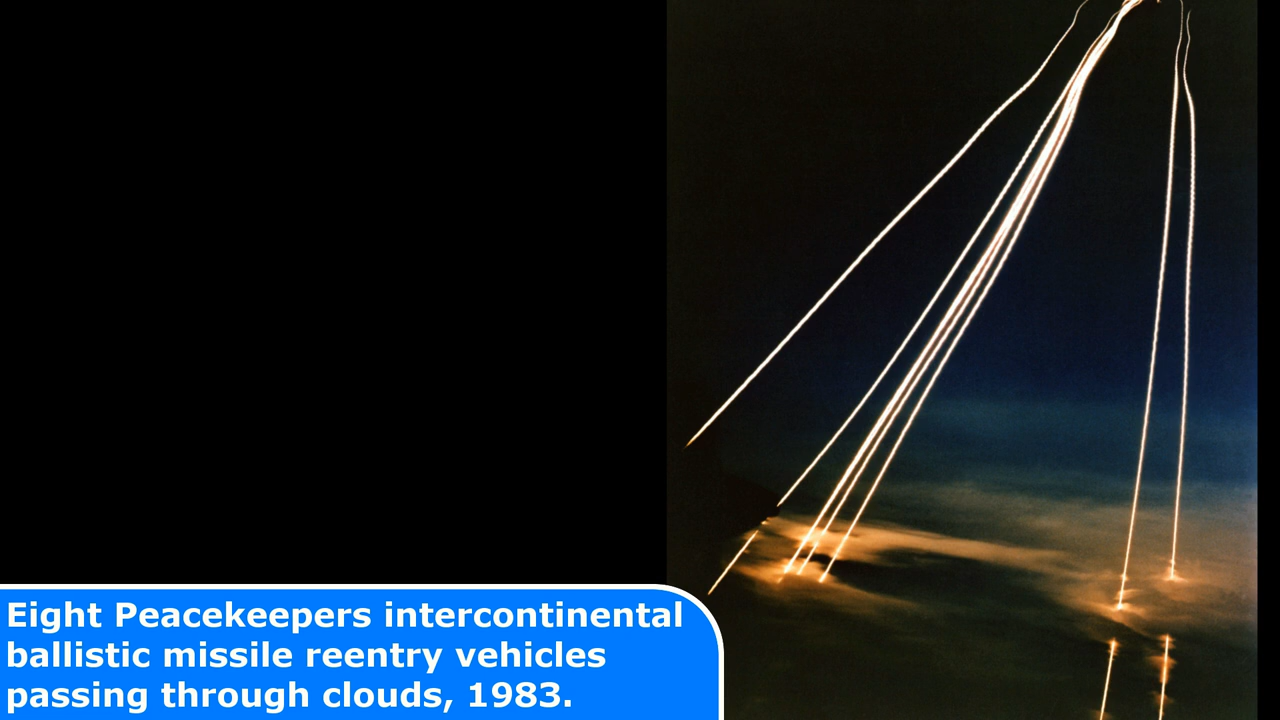 Eight Peacekeepers intercontinental
ballistic missile reentry vehicles
passing through clouds, 1983.